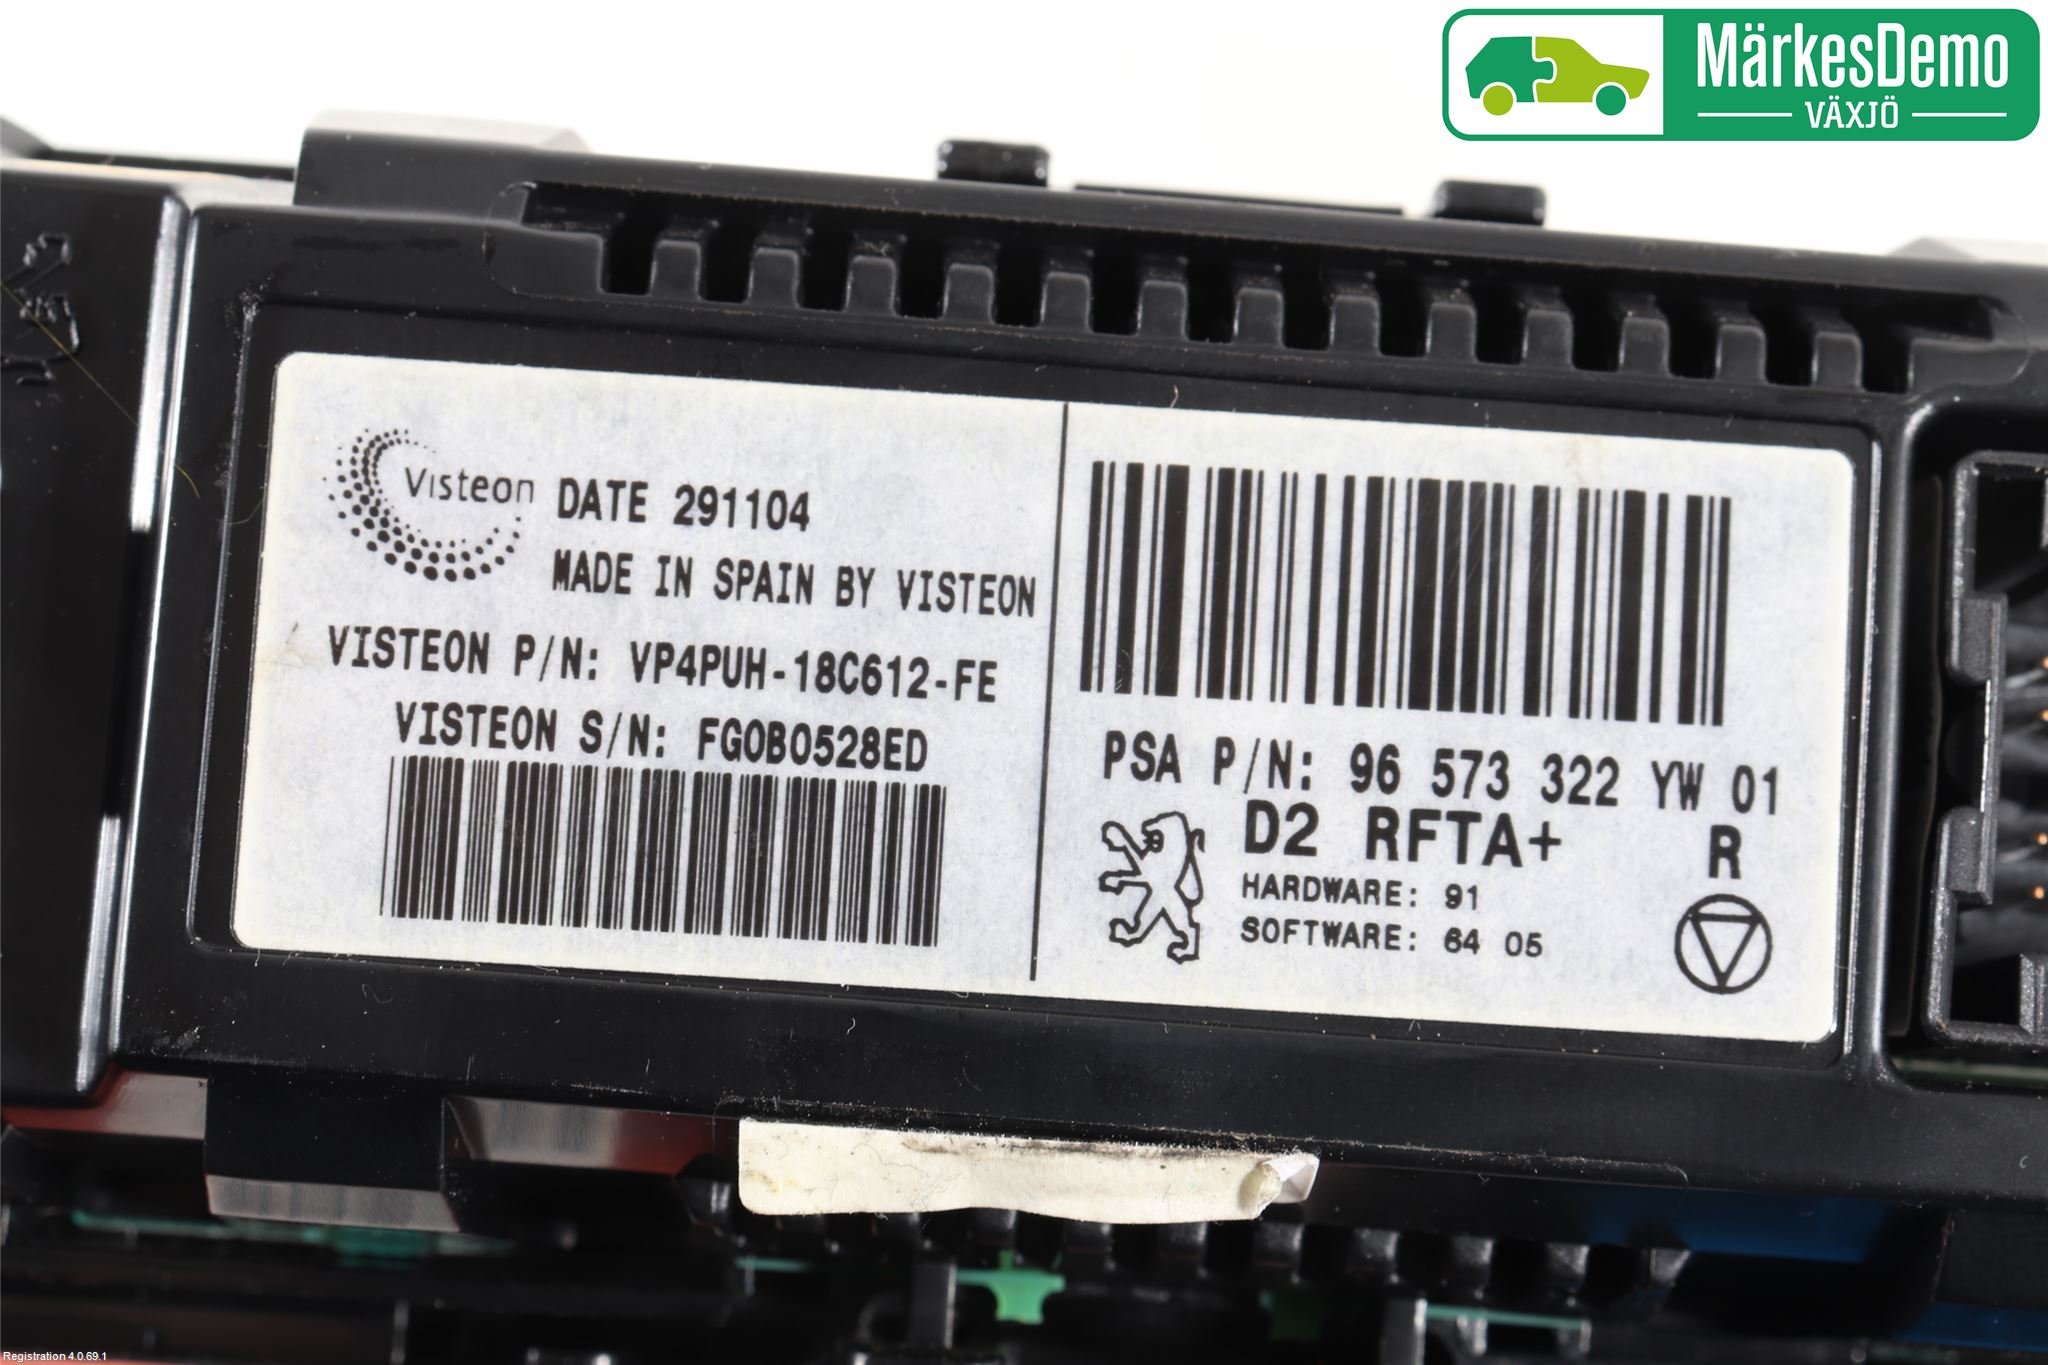 MärkesDemo
VÄXJÖ
Visteon
DATE 291104
MADE IN SPAIN BY VISTEON
VISTEON P/N: VP4PUH-18C612-FE
VISTEON S/N: FG0B0528ED
PSA P/N: 96 573 322 YW 01
D2 RFTA+
R
HARDWARE: 91
SOFTWARE: 64 05
Registration 4.0.69.1